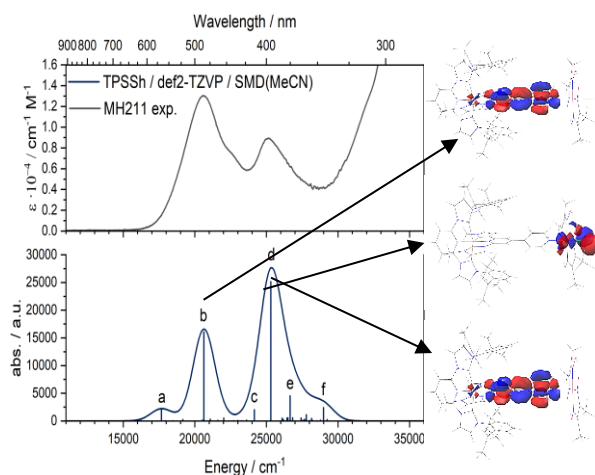 Wavelength / nm
900 800 700 600 500 400 300
1.6
1.4
1.2
1.0
0.8
0.6
0.4
0.2
0.0
ε ·10⁻⁴ / cm⁻¹ M⁻¹
TPSSh / def2-TZVP / SMD(MeCN)
MH211 exp.
30000
25000
20000
15000
10000
5000
0
abs. / a.u.
a
b
c
d
e
f
15000 20000 25000 30000 35000
Energy / cm⁻¹